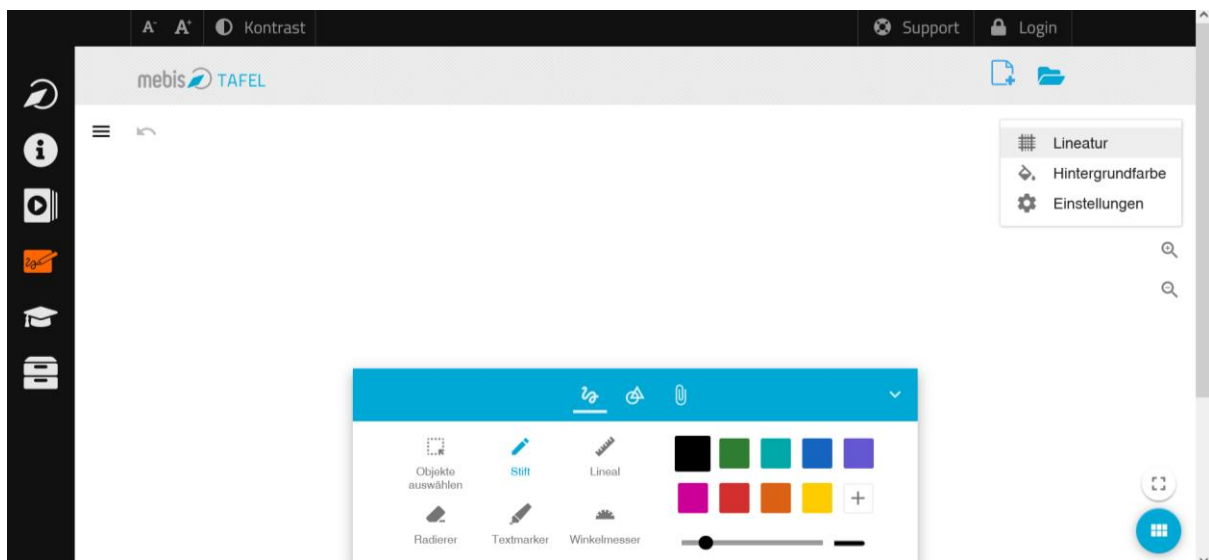 A- A+ Kontrast Support Login
mebis TAFEL
Lineatur
Hintergrundfarbe
Einstellungen
Objekte
auswählen
Stift
Lineal
Radierer
Textmarker
Winkelmesser